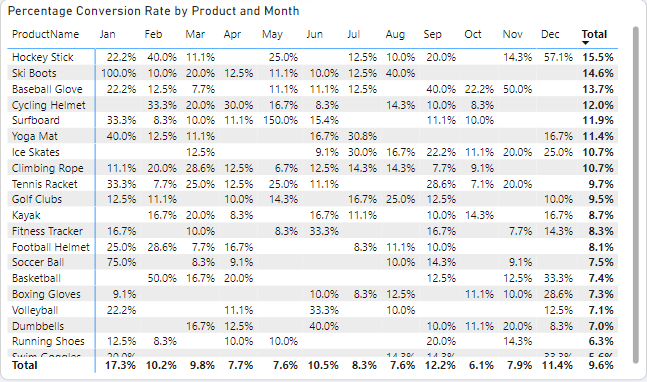 Percentage Conversion Rate by Product and Month
ProductName Jan Feb Mar Apr May Jun Jul Aug Sep Oct Nov Dec Total
Hockey Stick 22.2% 40.0% 11.1% 25.0% 12.5% 10.0% 20.0% 14.3% 57.1% 15.5%
Ski Boots 100.0% 10.0% 20.0% 12.5% 11.1% 10.0% 12.5% 40.0% 14.6%
Baseball Glove 22.2% 12.5% 7.7% 11.1% 11.1% 12.5% 40.0% 22.2% 50.0% 13.7%
Cycling Helmet 33.3% 20.0% 30.0% 16.7% 8.3% 14.3% 10.0% 8.3% 12.0%
Surfboard 33.3% 8.3% 10.0% 11.1% 150.0% 15.4% 11.1% 10.0% 11.9%
Yoga Mat 40.0% 12.5% 11.1% 16.7% 30.8% 16.7% 11.4%
Ice Skates 12.5% 9.1% 30.0% 16.7% 22.2% 11.1% 20.0% 25.0% 10.7%
Climbing Rope 11.1% 20.0% 28.6% 12.5% 6.7% 12.5% 14.3% 14.3% 7.7% 9.1% 10.7%
Tennis Racket 33.3% 7.7% 25.0% 12.5% 25.0% 11.1% 28.6% 7.1% 20.0% 9.7%
Golf Clubs 12.5% 11.1% 10.0% 14.3% 16.7% 25.0% 12.5% 10.0% 9.5%
Kayak 16.7% 20.0% 8.3% 16.7% 11.1% 10.0% 14.3% 16.7% 8.7%
Fitness Tracker 16.7% 10.0% 8.3% 33.3% 16.7% 7.7% 14.3% 8.3%
Football Helmet 25.0% 28.6% 7.7% 16.7% 8.3% 11.1% 10.0% 8.1%
Soccer Ball 75.0% 8.3% 9.1% 10.0% 14.3% 9.1% 7.5%
Basketball 50.0% 16.7% 20.0% 12.5% 12.5% 33.3% 7.4%
Boxing Gloves 9.1% 10.0% 8.3% 12.5% 11.1% 10.0% 28.6% 7.3%
Volleyball 22.2% 11.1% 33.3% 10.0% 12.5% 7.1%
Dumbbells 16.7% 12.5% 40.0% 10.0% 11.1% 20.0% 8.3% 7.0%
Running Shoes 12.5% 8.3% 10.0% 10.0% 20.0% 14.3% 6.3%
Swim Goggles 20.0% 14.3% 14.3% 33.3% 5.6%
Total 17.3% 10.2% 9.8% 7.7% 7.6% 10.5% 8.3% 7.6% 12.2% 6.1% 7.9% 11.4% 9.6%